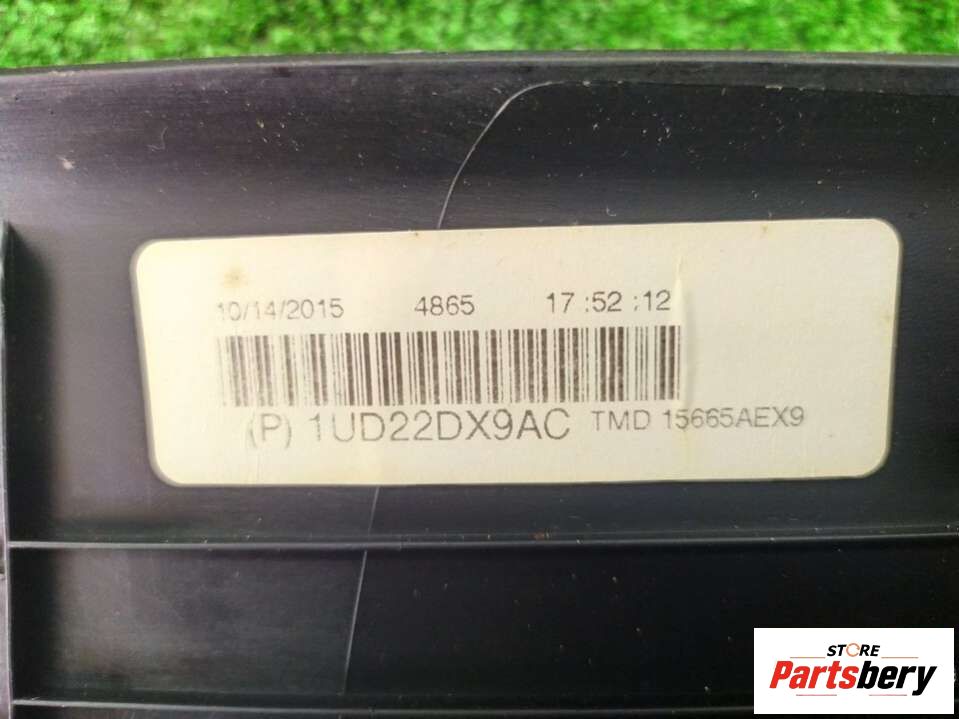 10/14/2015 4865 17 :52 :12
(P) 1UD22DX9AC TMD 15665AEX9
STORE
Partsbery